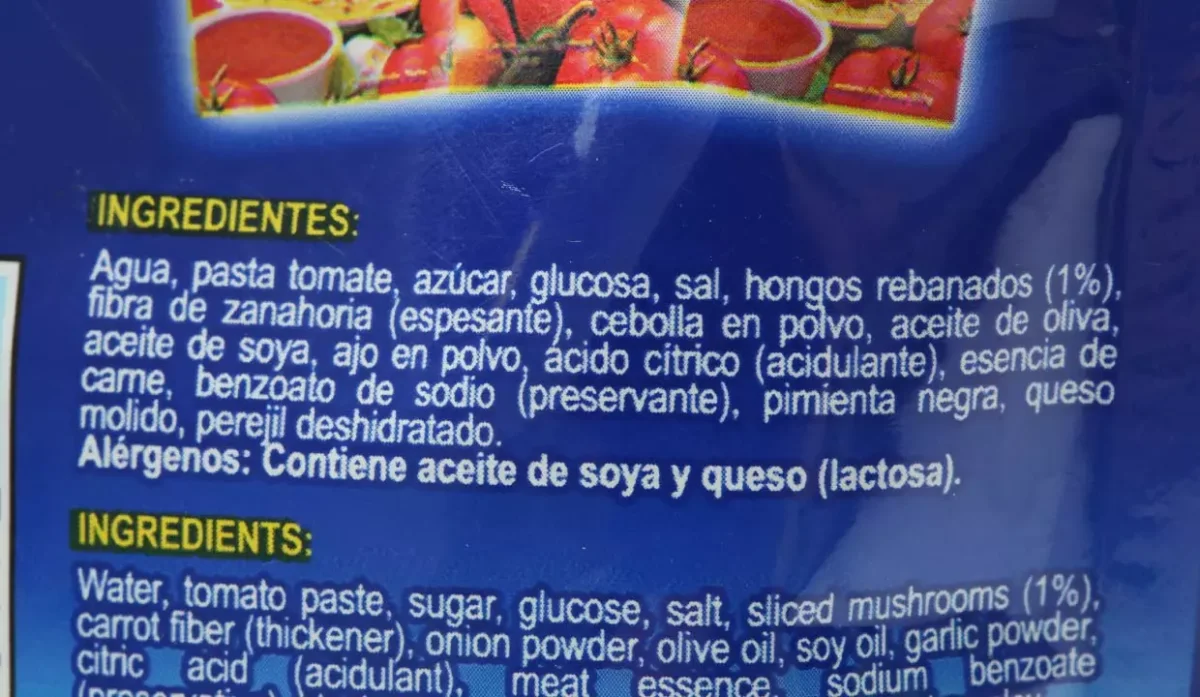 INGREDIENTES:
Agua, pasta tomate, azúcar, glucosa, sal, hongos rebanados (1%),
fibra de zanahoria (espesante), cebolla en polvo, aceite de oliva,
aceite de soya, ajo en polvo, ácido cítrico (acidulante), esencia de
carne, benzoato de sodio (preservante), pimienta negra, queso
molido, perejil deshidratado.
Alérgenos: Contiene aceite de soya y queso (lactosa).
INGREDIENTS:
Water, tomato paste, sugar, glucose, salt, sliced mushrooms (1%),
carrot fiber (thickener), onion powder, olive oil, soy oil, garlic powder,
citric acid (acidulant), meat essence, sodium benzoate